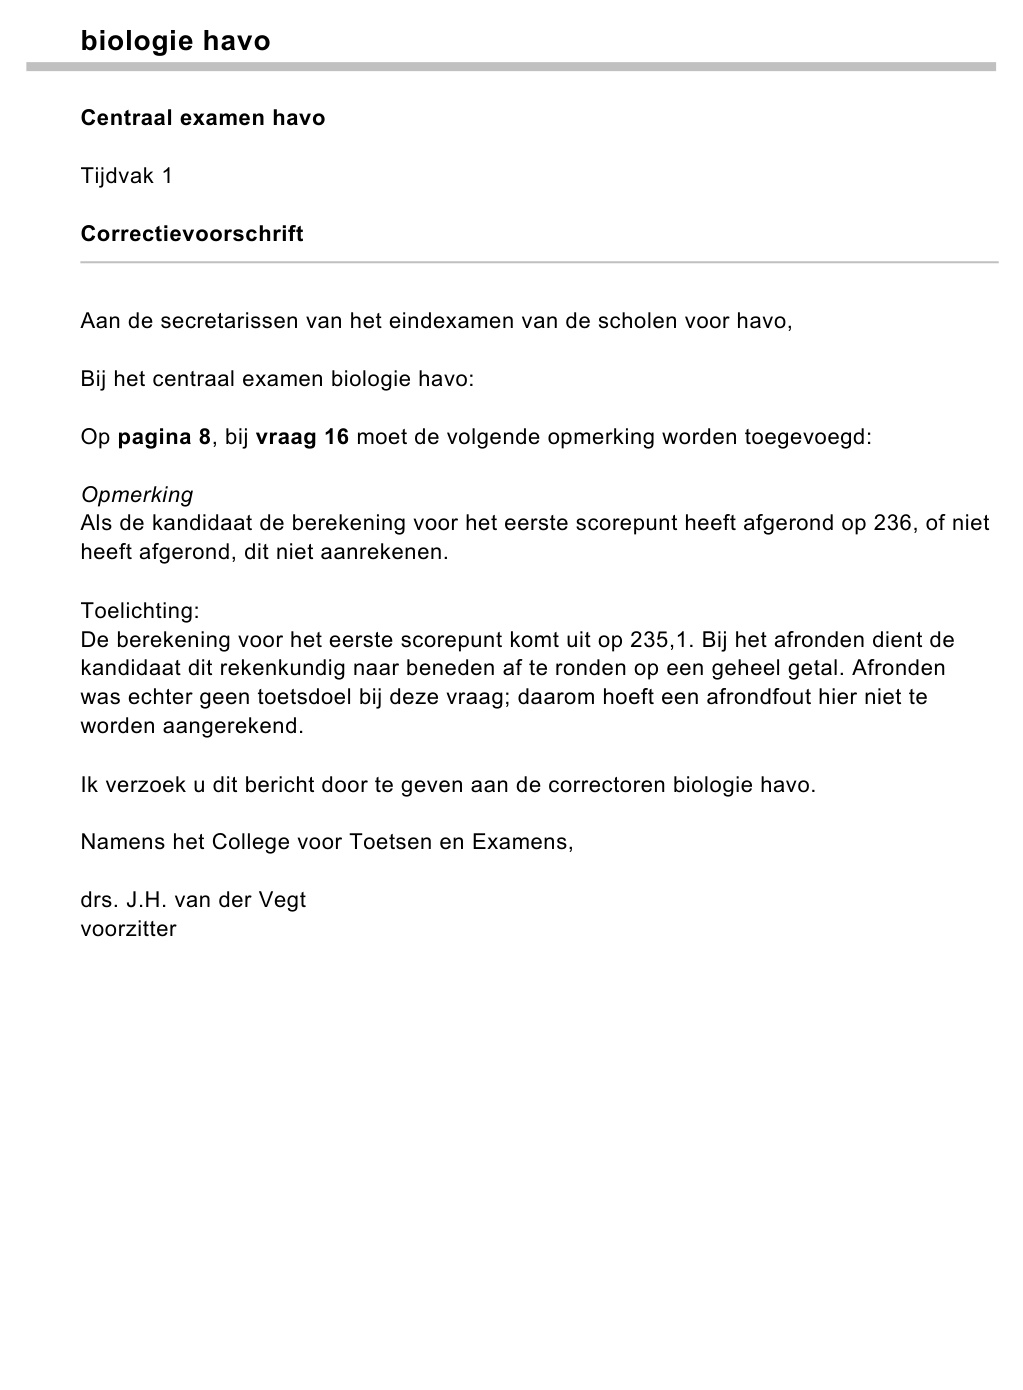 biologie havo
Centraal examen havo
Tijdvak 1
Correctievoorschrift
Aan de secretarissen van het eindexamen van de scholen voor havo,
Bij het centraal examen biologie havo:
Op pagina 8, bij vraag 16 moet de volgende opmerking worden toegevoegd:
Opmerking
Als de kandidaat de berekening voor het eerste scorepunt heeft afgerond op 236, of niet
heeft afgerond, dit niet aanrekenen.
Toelichting:
De berekening voor het eerste scorepunt komt uit op 235,1. Bij het afronden dient de
kandidaat dit rekenkundig naar beneden af te ronden op een geheel getal. Afronden
was echter geen toetsdoel bij deze vraag; daarom hoeft een afrondfout hier niet te
worden aangerekend.
Ik verzoek u dit bericht door te geven aan de correctoren biologie havo.
Namens het College voor Toetsen en Examens,
drs. J.H. van der Vegt
voorzitter